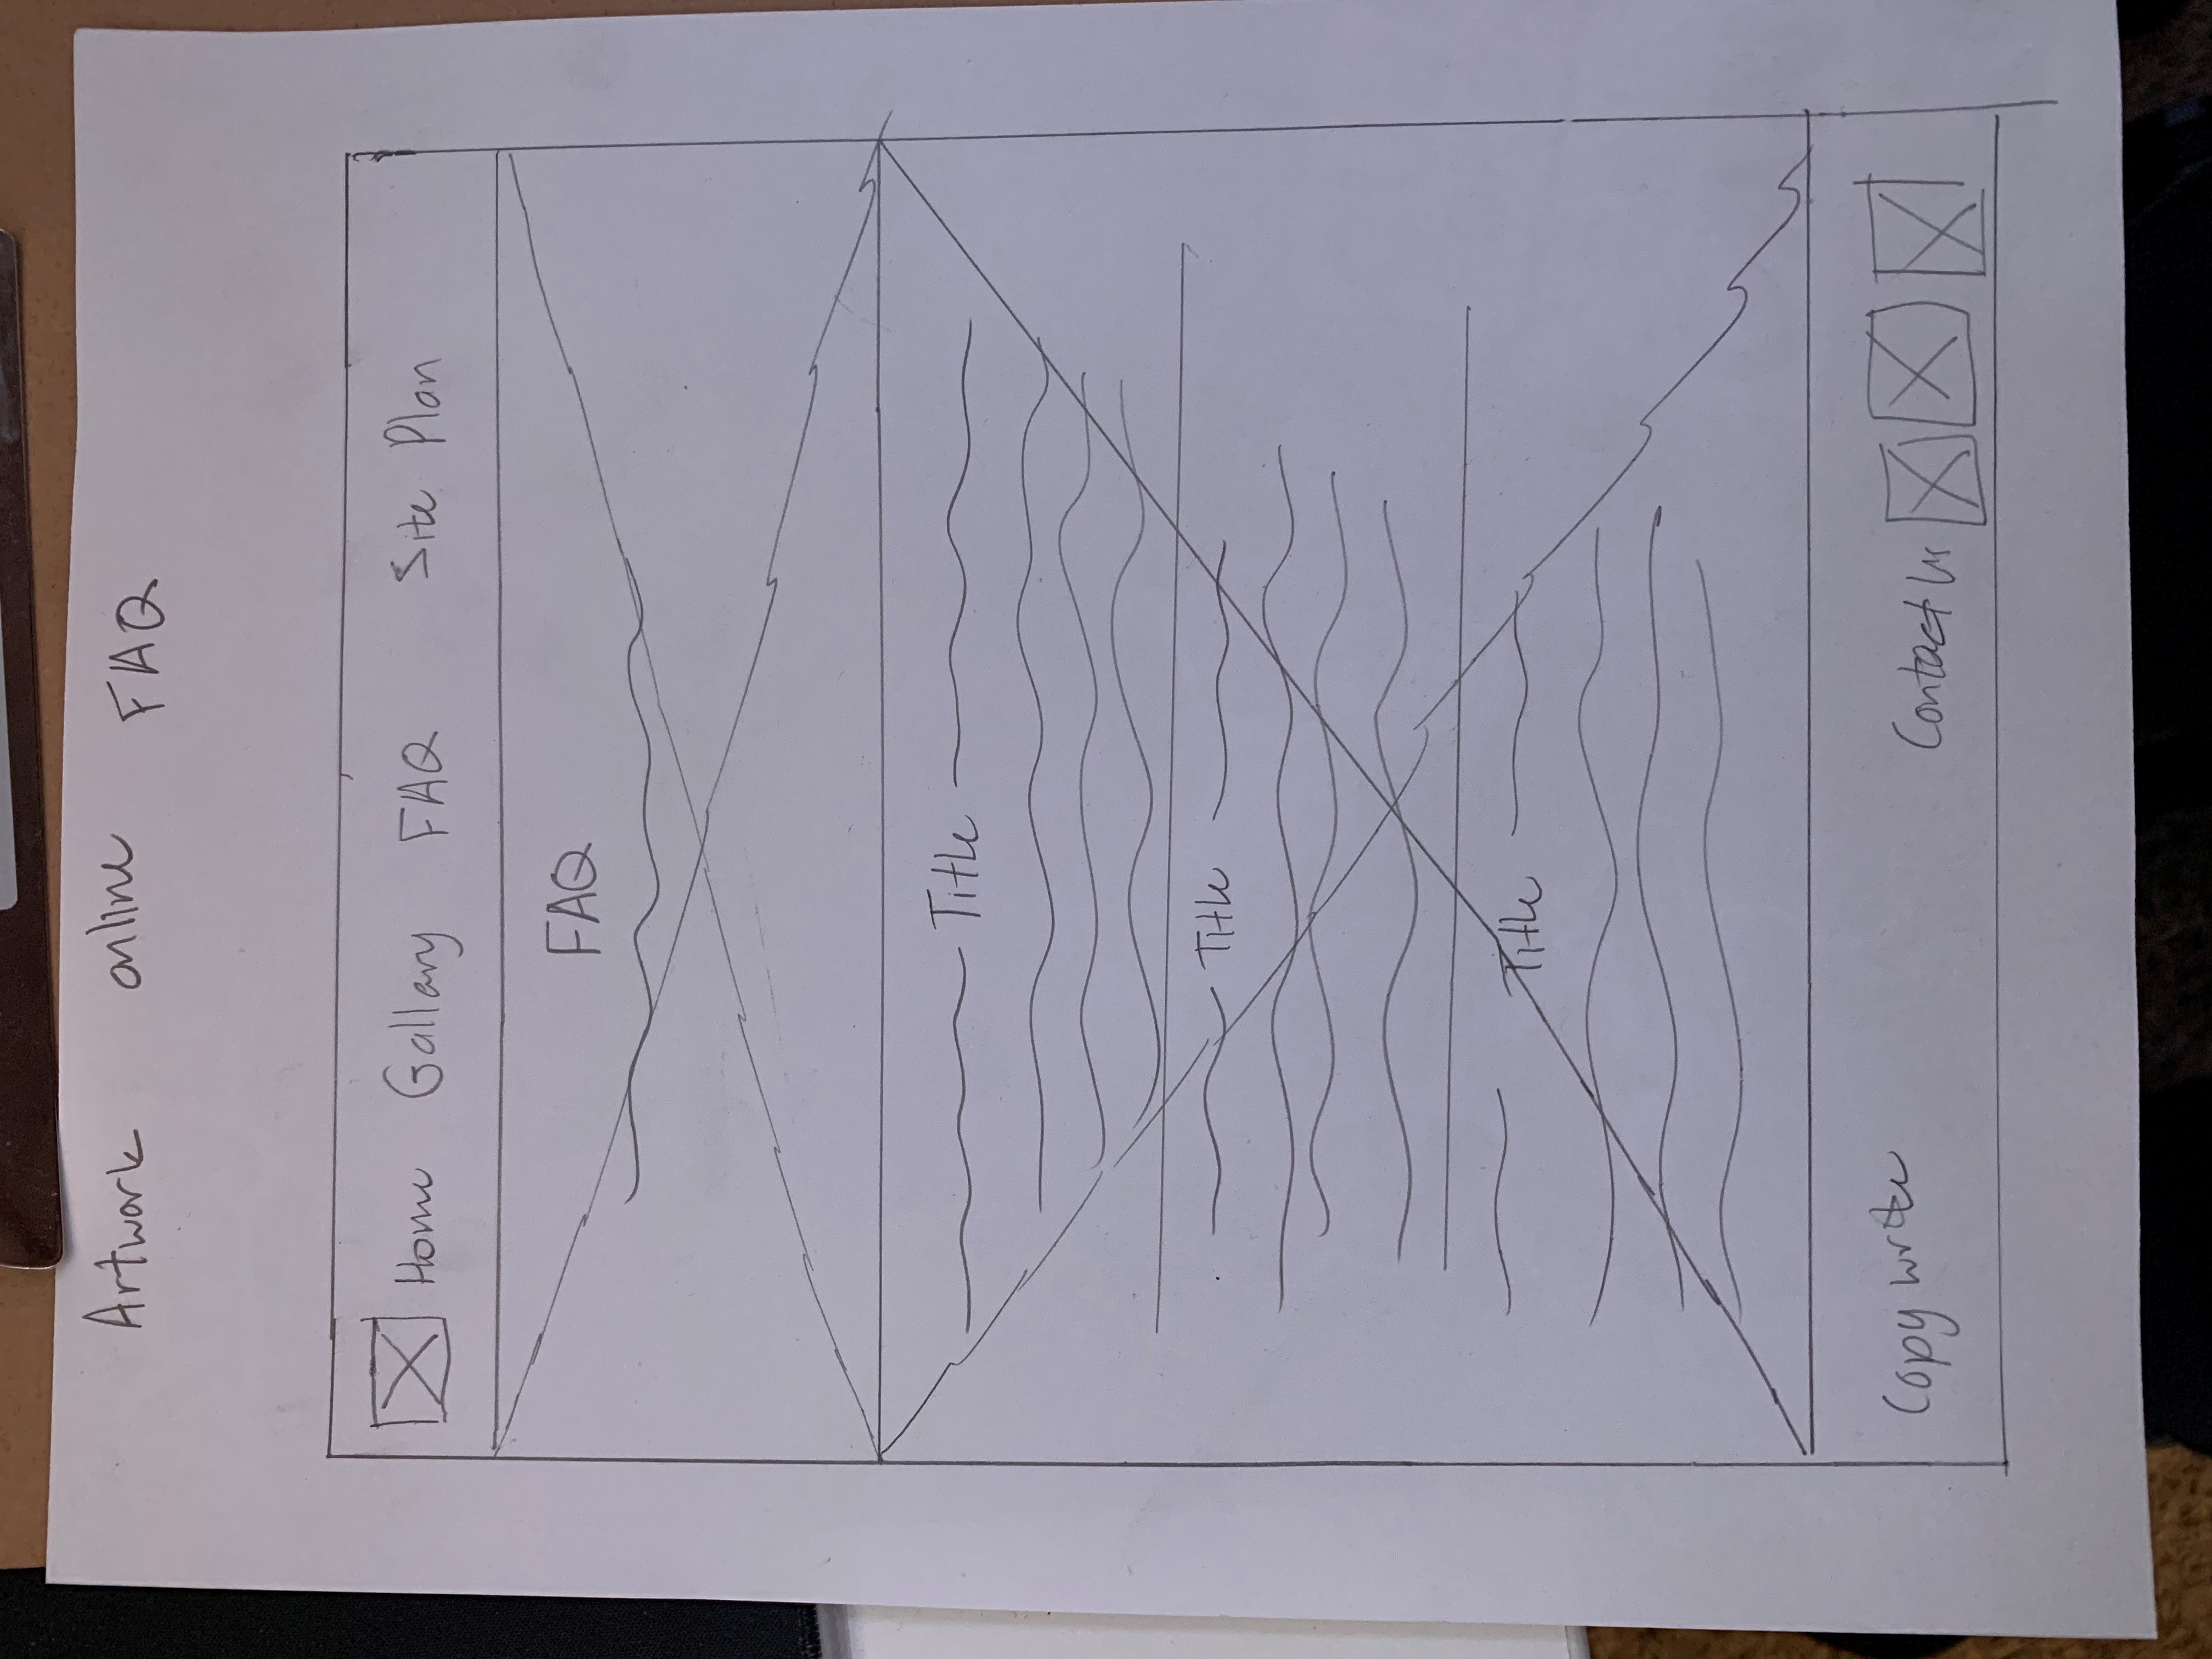 Artwork online FAQ
Home Gallary FAQ Site Plan
FAQ
Title
Title
Title
Copy write Contact Us